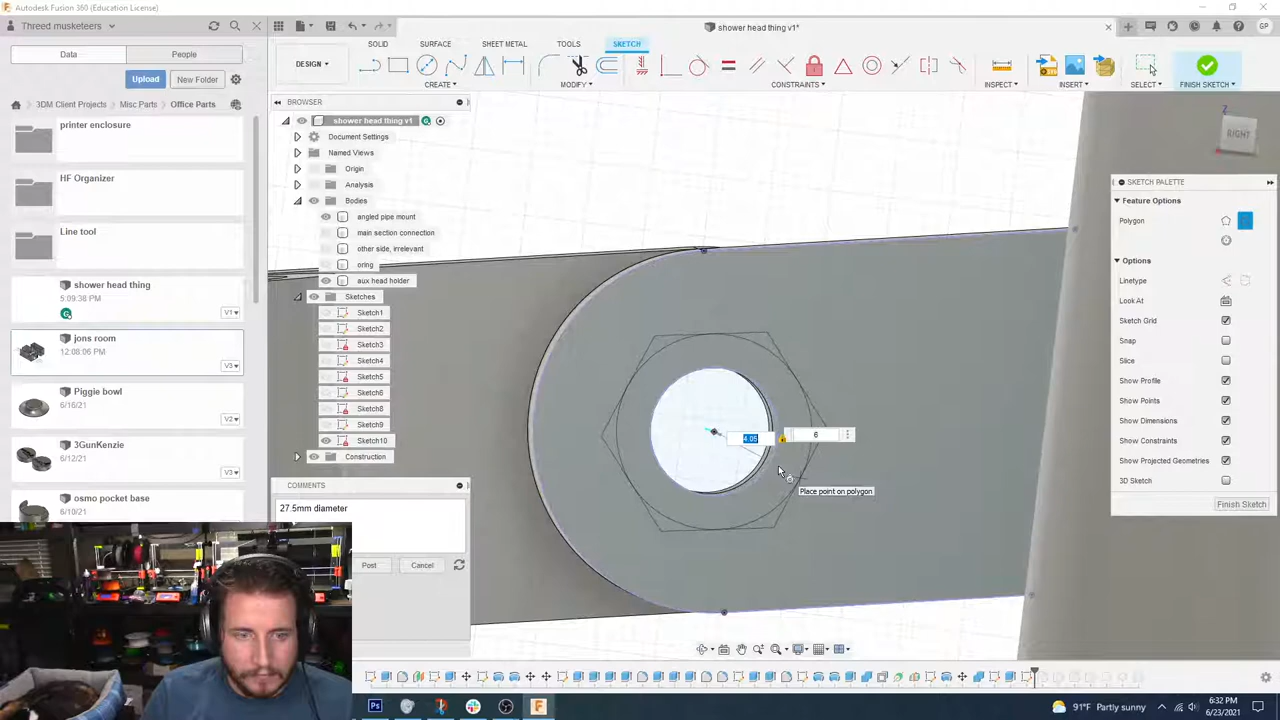 Autodesk Fusion 360 (Education License)
Threed musketeers
shower head thing v1*
GP
Data
People
SOLID
SURFACE
SHEET METAL
TOOLS
SKETCH
DESIGN
CREATE
MODIFY
CONSTRAINTS
INSPECT
INSERT
SELECT
FINISH SKETCH
Upload
New Folder
3DM Client Projects
Misc Parts
Office Parts
printer enclosure
HF Organizer
Line tool
shower head thing
5:09:38 PM
V1
jons room
12:08:06 PM
V3
Piggie bowl
6/16/21
V2
3GunKenzie
6/12/21
V3
osmo pocket base
6/10/21
BROWSER
shower head thing v1
Document Settings
Named Views
Origin
Analysis
Bodies
angled pipe mount
main section connection
other side, irrelevant
oring
aux head holder
Sketches
Sketch1
Sketch2
Sketch3
Sketch4
Sketch5
Sketch6
Sketch8
Sketch9
Sketch10
Construction
COMMENTS
27.5mm diameter
Post
Cancel
4.05
6
Place point on polygon
Z
RIGHT
SKETCH PALETTE
Feature Options
Polygon
Options
Linetype
Look At
Sketch Grid
Snap
Slice
Show Profile
Show Points
Show Dimensions
Show Constraints
Show Projected Geometries
3D Sketch
Finish Sketch
Ps
F
91°F Partly sunny
6:32 PM
6/23/2021